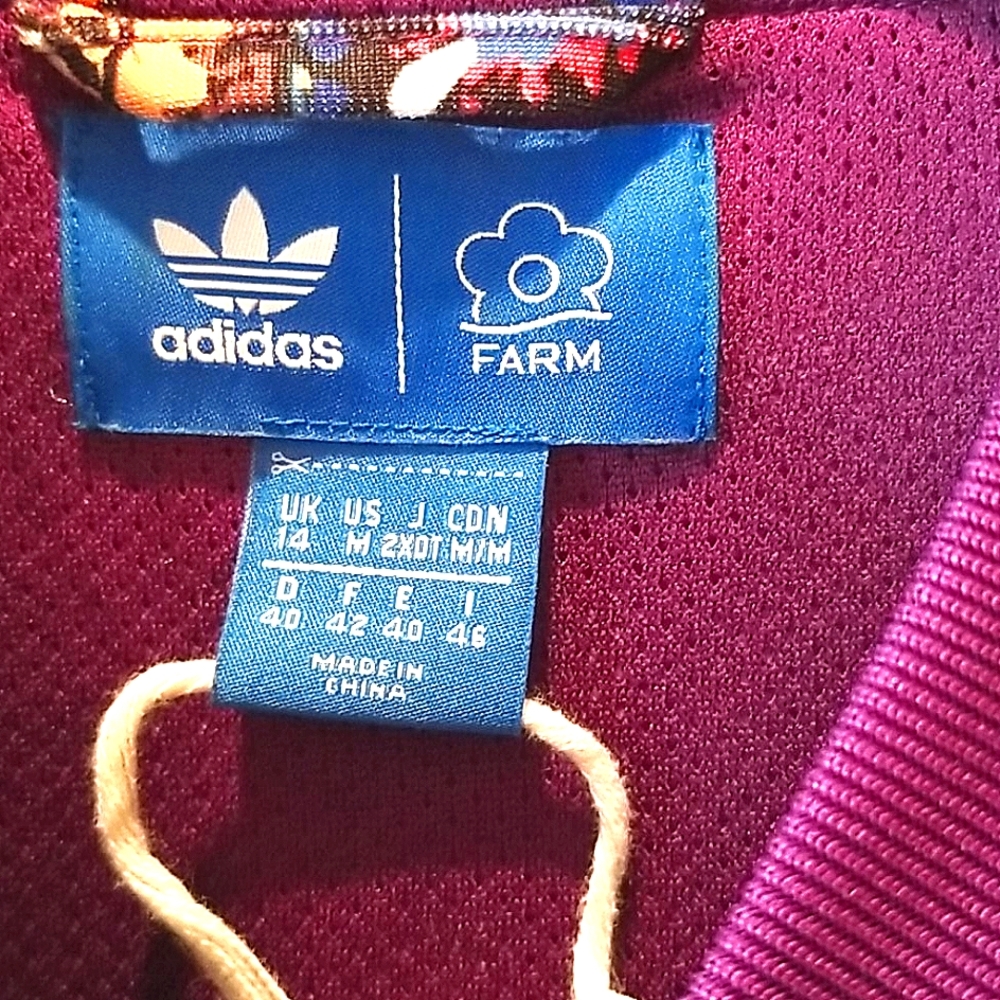 adidas
FARM
UK US J CDN
14 M 2XOT M/M
D F E I
40 42 40 46
MADE IN
CHINA